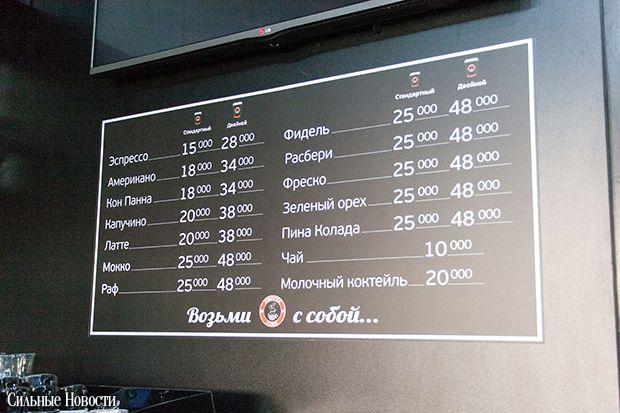 LG
Стандартный Двойной
Эспрессо 15 000 28 000
Американо 18 000 34 000
Кон Панна 18 000 34 000
Капучино 20 000 38 000
Латте 20 000 38 000
Мокко 25 000 48 000
Раф 25 000 48 000
Стандартный Двойной
Фидель 25 000 48 000
Расбери 25 000 48 000
Фреско 25 000 48 000
Зеленый орех 25 000 48 000
Пина Колада 25 000 48 000
Чай 10 000
Молочный коктейль 20 000
Возьми с собой...
Сильные Новости